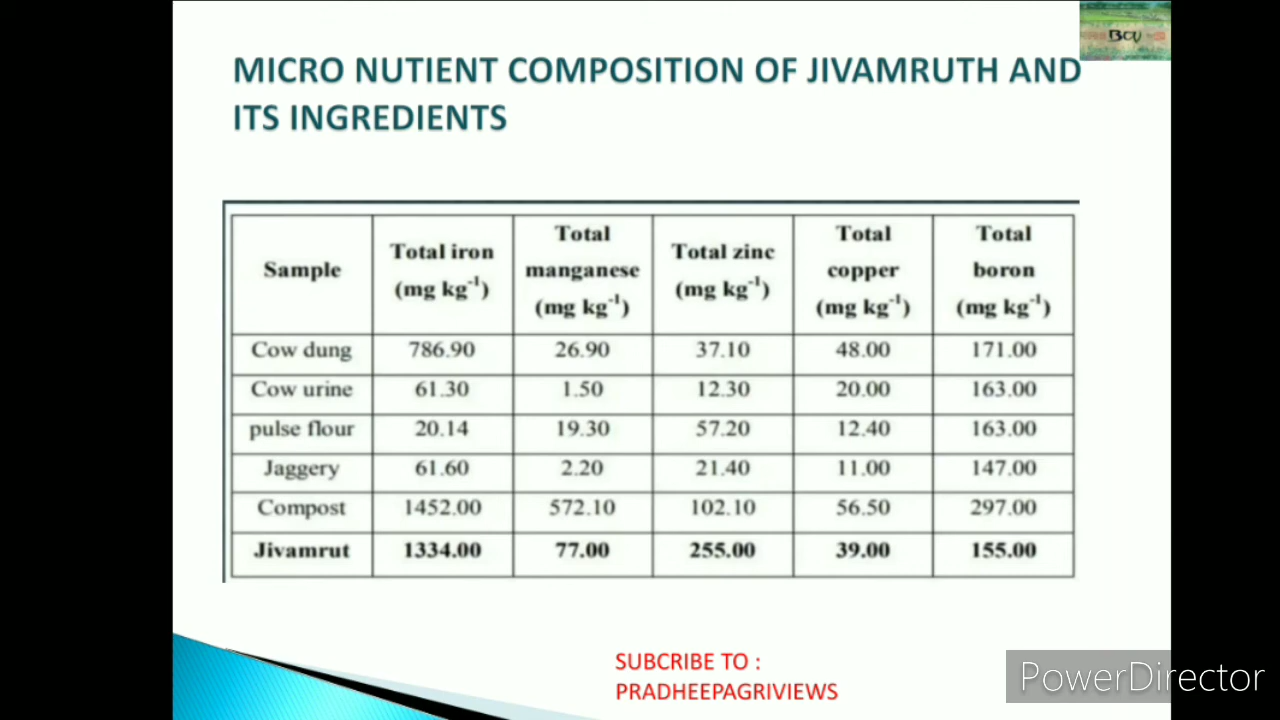 BCV
MICRO NUTIENT COMPOSITION OF JIVAMRUTH AND
ITS INGREDIENTS
Sample Total iron (mg kg⁻¹) Total manganese (mg kg⁻¹) Total zinc (mg kg⁻¹) Total copper (mg kg⁻¹) Total boron (mg kg⁻¹)
Cow dung 786.90 26.90 37.10 48.00 171.00
Cow urine 61.30 1.50 12.30 20.00 163.00
pulse flour 20.14 19.30 57.20 12.40 163.00
Jaggery 61.60 2.20 21.40 11.00 147.00
Compost 1452.00 572.10 102.10 56.50 297.00
Jivamrut 1334.00 77.00 255.00 39.00 155.00
SUBCRIBE TO :
PRADHEEPAGRIVIEWS
PowerDirector